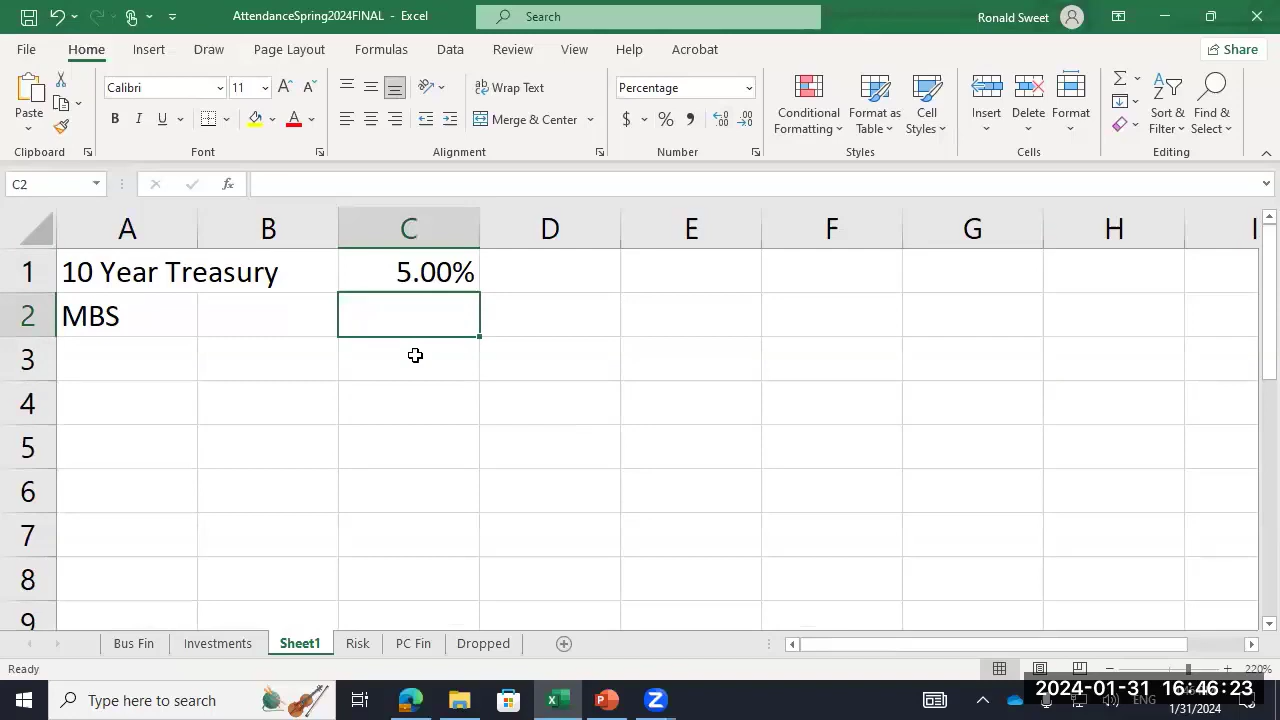 AttendanceSpring2024FINAL - Excel
Search
Ronald Sweet
File Home Insert Draw Page Layout Formulas Data Review View Help Acrobat
Share
Paste
Clipboard
Calibri 11
B I U
Font
Wrap Text
Merge & Center
Alignment
Percentage
$ % ,
Number
Conditional Formatting
Format as Table
Cell Styles
Styles
Insert Delete Format
Cells
Sort & Filter
Find & Select
Editing
C2
fx
A B C D E F G H I
1 10 Year Treasury 5.00%
2 MBS
3
4
5
6
7
8
9
Bus Fin Investments Sheet1 Risk PC Fin Dropped
Ready
220%
Type here to search
ENG
2024-01-31 16:46:23
1/31/2024